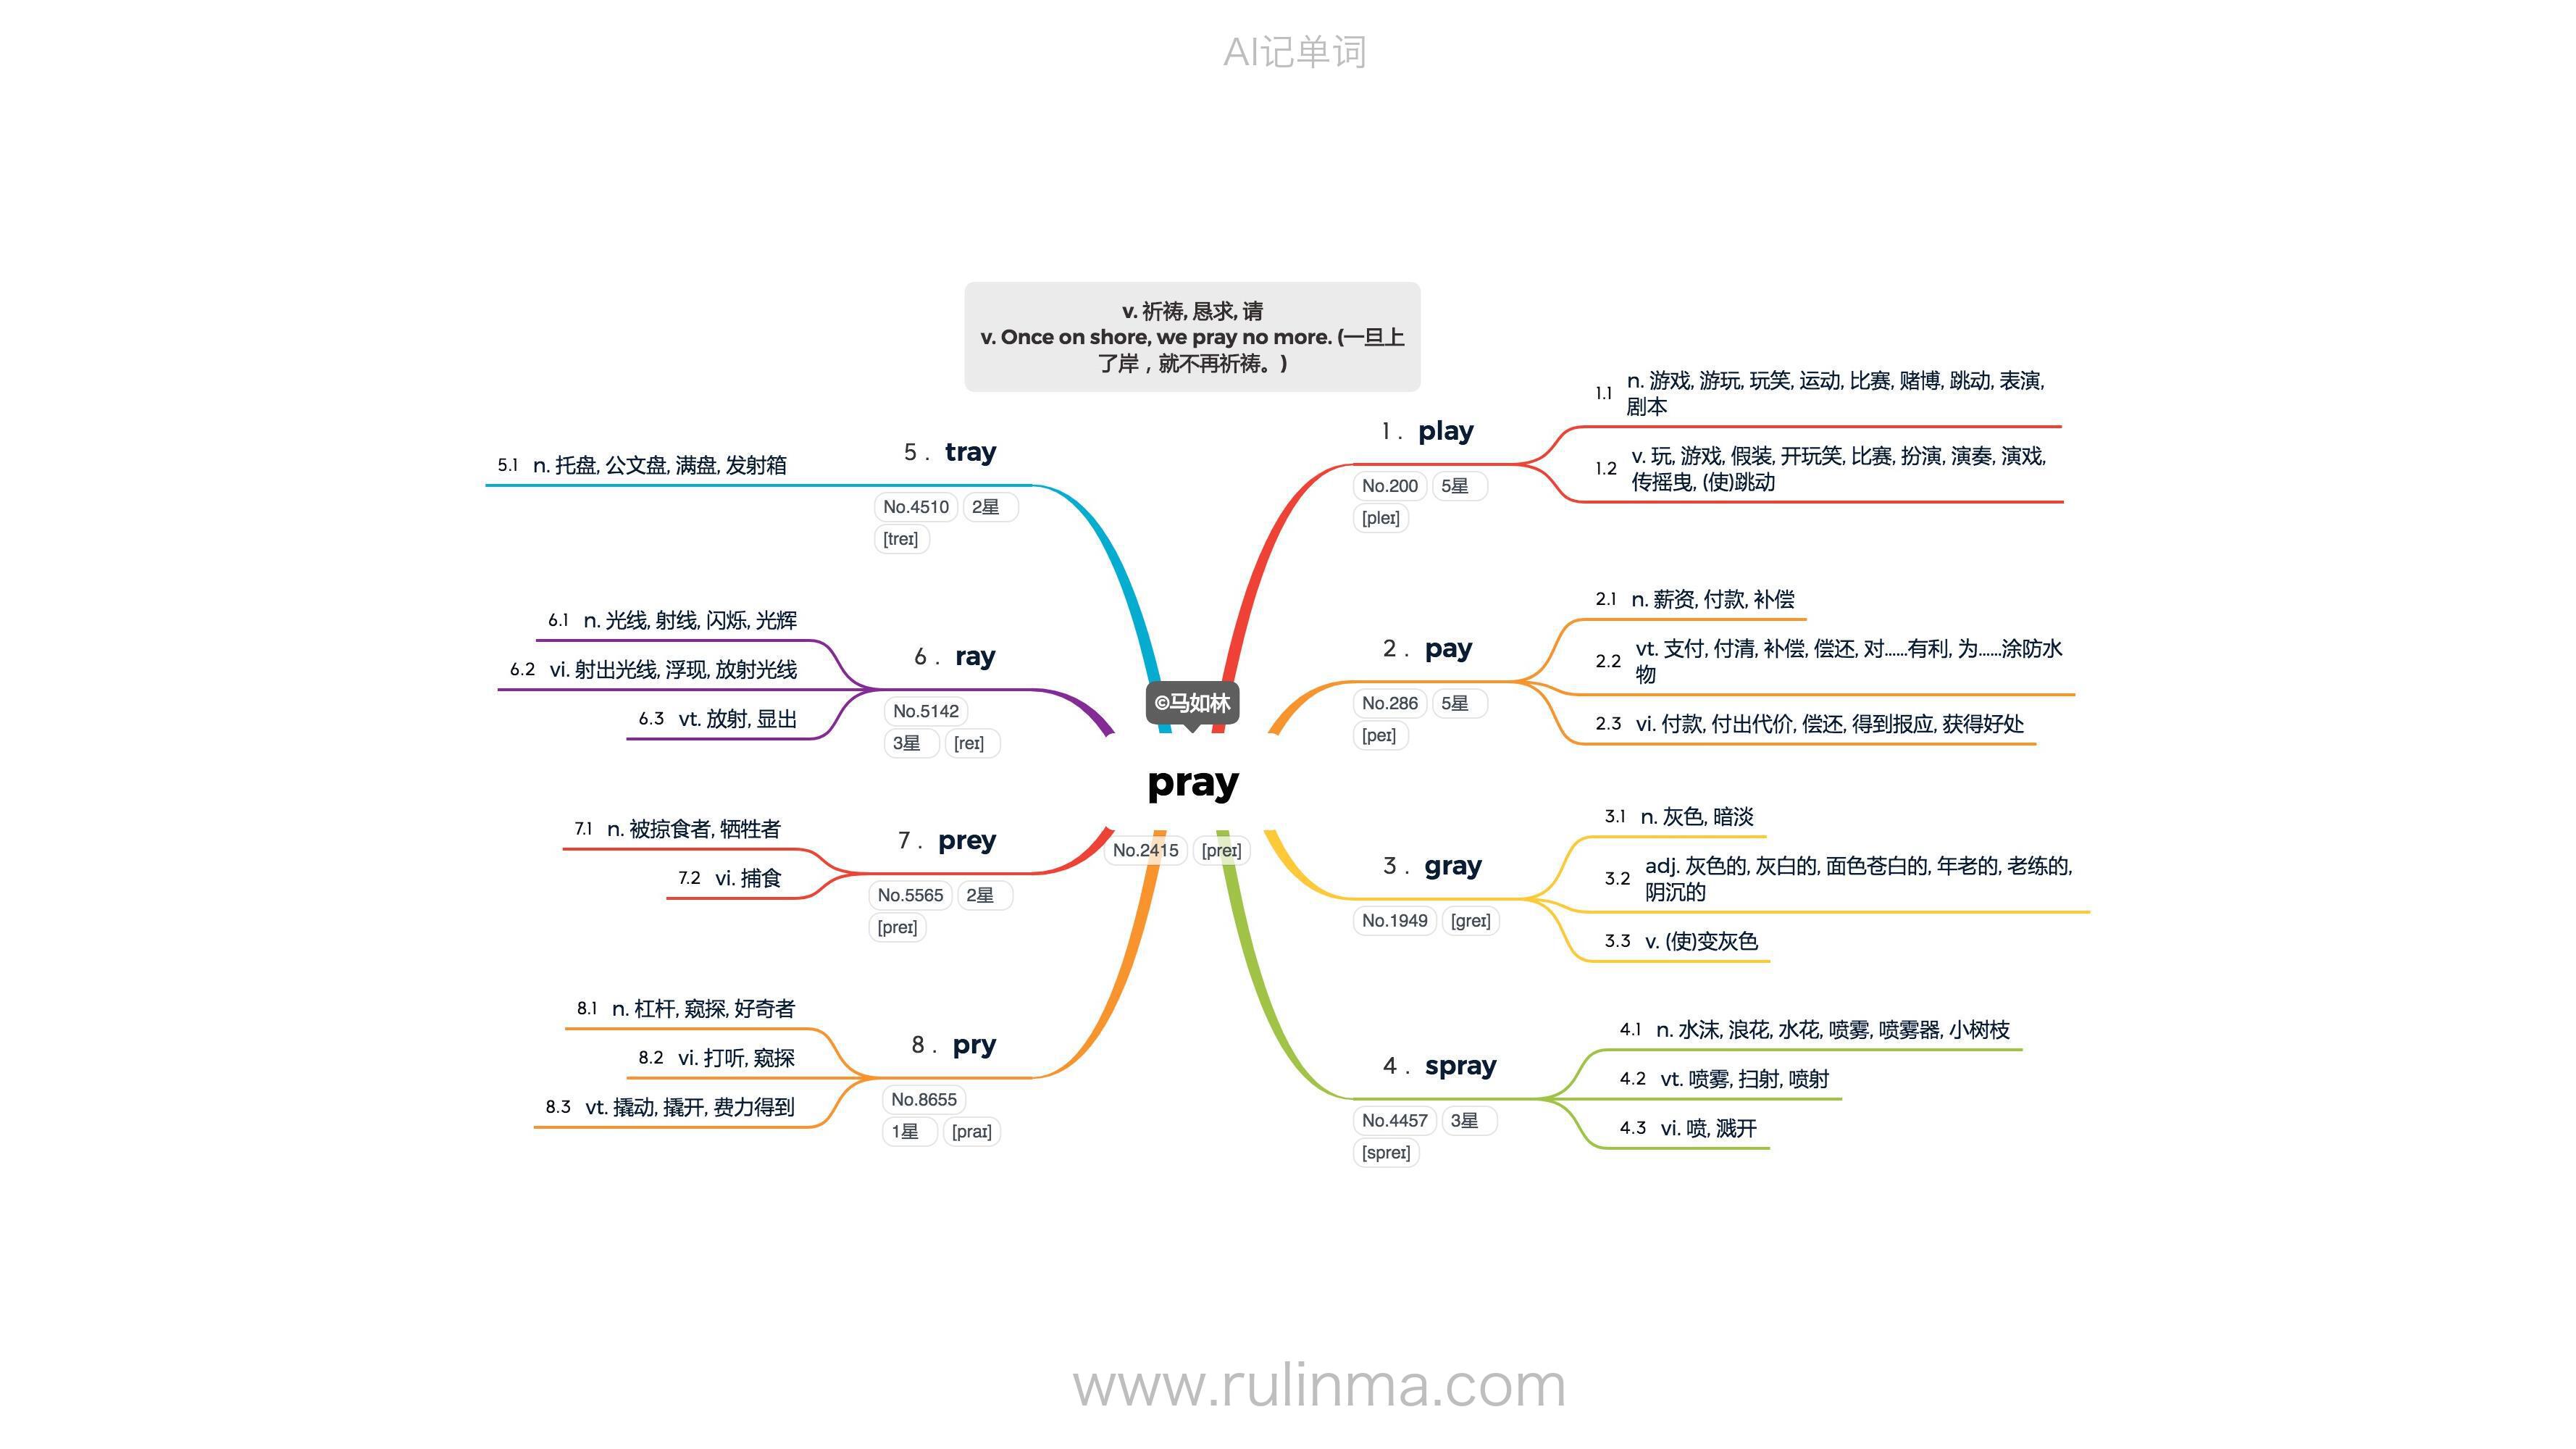 AI记单词
v. 祈祷, 恳求, 请
v. Once on shore, we pray no more. (一旦上
了岸，就不再祈祷。)
©马如林
pray
No.2415 [preɪ]
1. play
No.200 5星
[pleɪ]
1.1 n. 游戏, 游玩, 玩笑, 运动, 比赛, 赌博, 跳动, 表演,
剧本
1.2 v. 玩, 游戏, 假装, 开玩笑, 比赛, 扮演, 演奏, 演戏,
传摇曳, (使)跳动
2. pay
No.286 5星
[peɪ]
2.1 n. 薪资, 付款, 补偿
2.2 vt. 支付, 付清, 补偿, 偿还, 对......有利, 为......涂防水
物
2.3 vi. 付款, 付出代价, 偿还, 得到报应, 获得好处
3. gray
No.1949 [greɪ]
3.1 n. 灰色, 暗淡
3.2 adj. 灰色的, 灰白的, 面色苍白的, 年老的, 老练的,
阴沉的
3.3 v. (使)变灰色
4. spray
No.4457 3星
[spreɪ]
4.1 n. 水沫, 浪花, 水花, 喷雾, 喷雾器, 小树枝
4.2 vt. 喷雾, 扫射, 喷射
4.3 vi. 喷, 溅开
5. tray
No.4510 2星
[treɪ]
5.1 n. 托盘, 公文盘, 满盘, 发射箱
6. ray
No.5142
3星 [reɪ]
6.1 n. 光线, 射线, 闪烁, 光辉
6.2 vi. 射出光线, 浮现, 放射光线
6.3 vt. 放射, 显出
7. prey
No.5565 2星
[preɪ]
7.1 n. 被掠食者, 牺牲者
7.2 vi. 捕食
8. pry
No.8655
1星 [praɪ]
8.1 n. 杠杆, 窥探, 好奇者
8.2 vi. 打听, 窥探
8.3 vt. 撬动, 撬开, 费力得到
www.rulinma.com